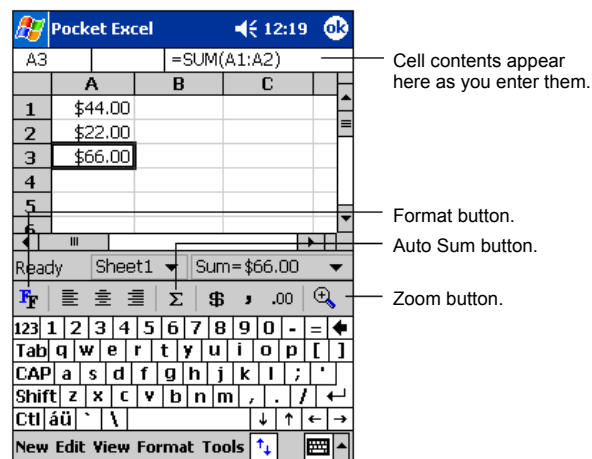 Pocket Excel 12:19 ok
A3 =SUM(A1:A2)
Cell contents appear
here as you enter them.
A B C
1 $44.00
2 $22.00
3 $66.00
4
5
6
Format button.
Auto Sum button.
Ready Sheet1 Sum=$66.00
FF Σ $ , .00
Zoom button.
123 1 2 3 4 5 6 7 8 9 0 - =
Tab q w e r t y u i o p [ ]
CAP a s d f g h j k l ; '
Shift z x c v b n m , . /
Ctl áü ` \
New Edit View Format Tools